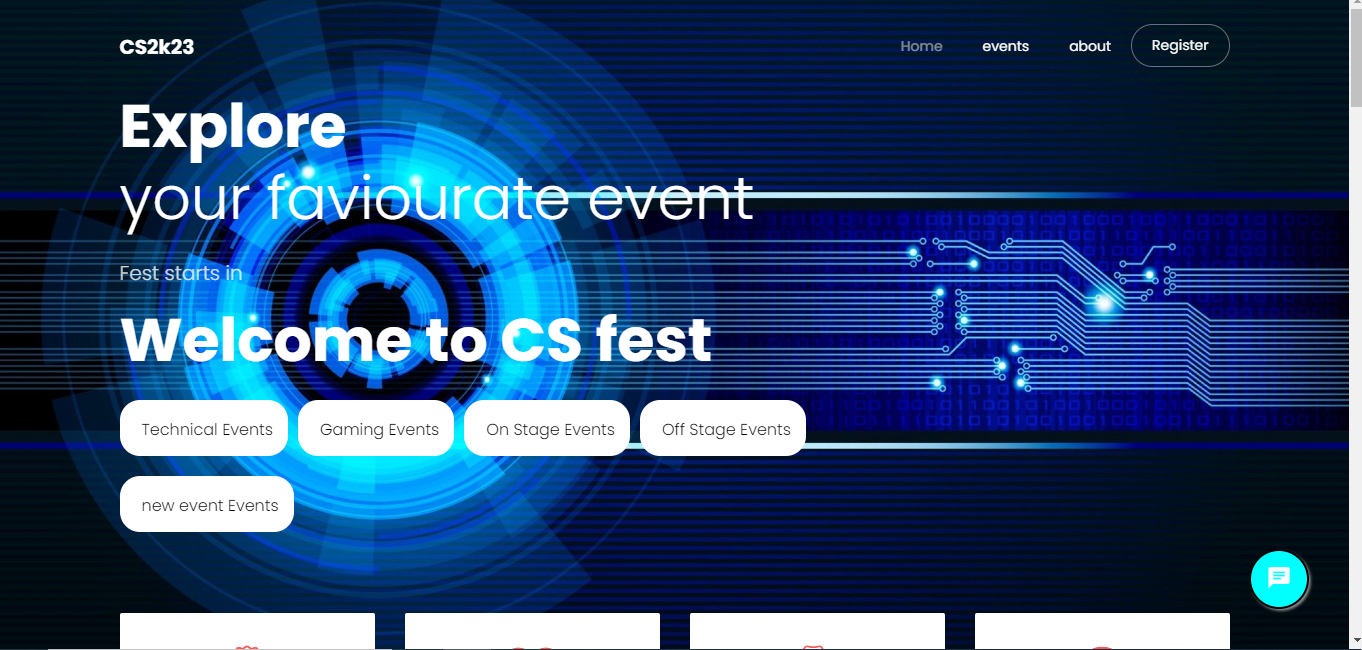 CS2k23
Home
events
about
Register
Explore
your faviourate event
Fest starts in
Welcome to CS fest
Technical Events
Gaming Events
On Stage Events
Off Stage Events
new event Events